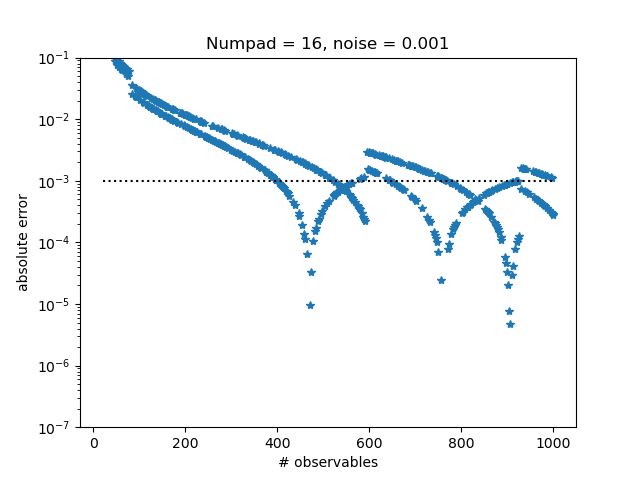 Numpad = 16, noise = 0.001
10⁻¹
10⁻²
10⁻³
10⁻⁴
10⁻⁵
10⁻⁶
10⁻⁷
absolute error
0 200 400 600 800 1000
# observables